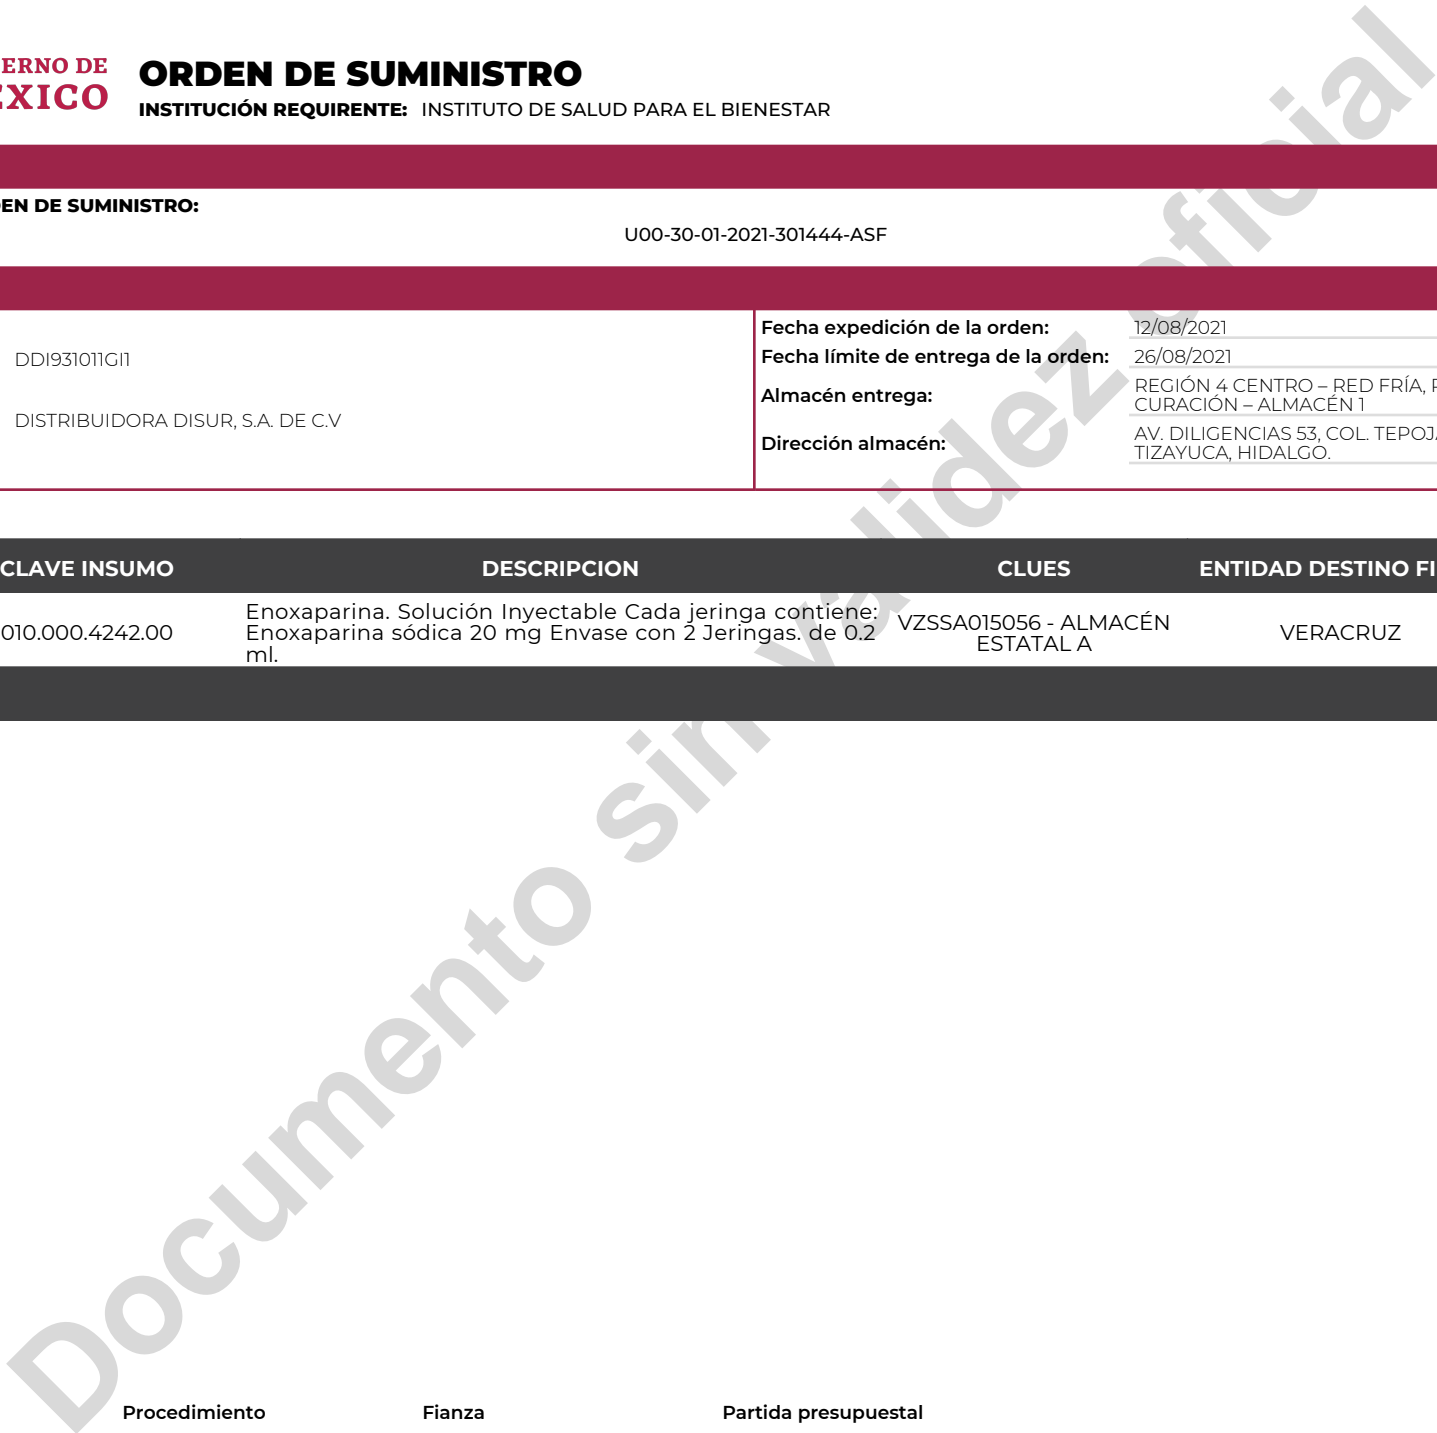 ERNO DE
EXICO
ORDEN DE SUMINISTRO
INSTITUCIÓN REQUIRENTE: INSTITUTO DE SALUD PARA EL BIENESTAR
EN DE SUMINISTRO:
U00-30-01-2021-301444-ASF
DDI931011GI1
DISTRIBUIDORA DISUR, S.A. DE C.V
Fecha expedición de la orden: 12/08/2021
Fecha límite de entrega de la orden: 26/08/2021
Almacén entrega: REGIÓN 4 CENTRO – RED FRÍA,
CURACIÓN – ALMACÉN 1
Dirección almacén: AV. DILIGENCIAS 53, COL. TEPOJ
TIZAYUCA, HIDALGO.
CLAVE INSUMO DESCRIPCION CLUES ENTIDAD DESTINO FI
010.000.4242.00
Enoxaparina. Solución Inyectable Cada jeringa contiene:
Enoxaparina sódica 20 mg Envase con 2 Jeringas. de 0.2
ml.
VZSSA015056 - ALMACÉN
ESTATAL A
VERACRUZ
Documento sin validez oficial
Procedimiento Fianza Partida presupuestal